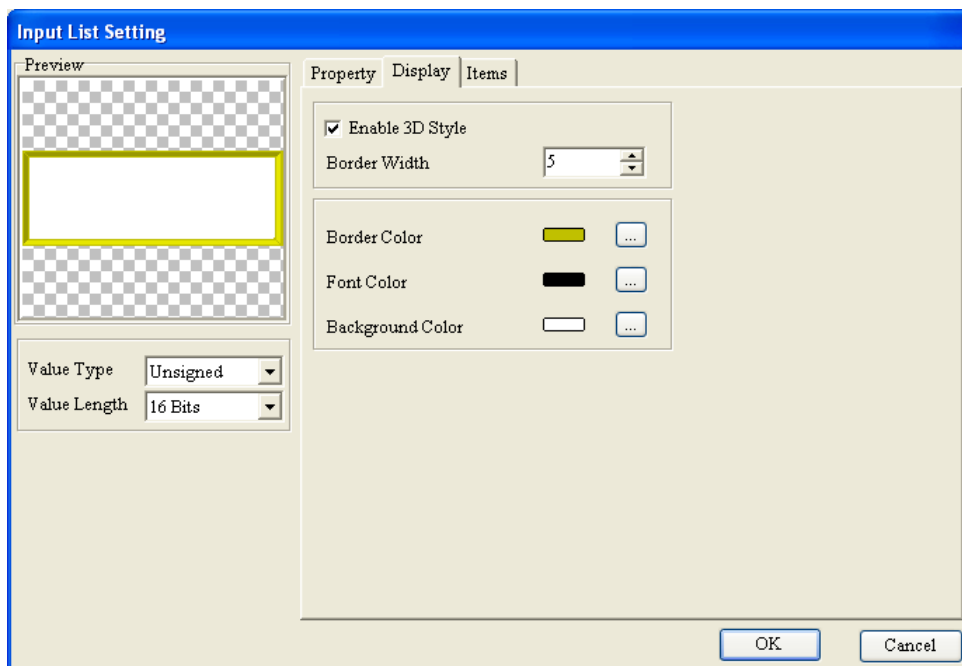 Input List Setting
Preview
Property Display Items
Enable 3D Style
Border Width 5
Border Color ...
Font Color ...
Background Color ...
Value Type Unsigned
Value Length 16 Bits
OK Cancel